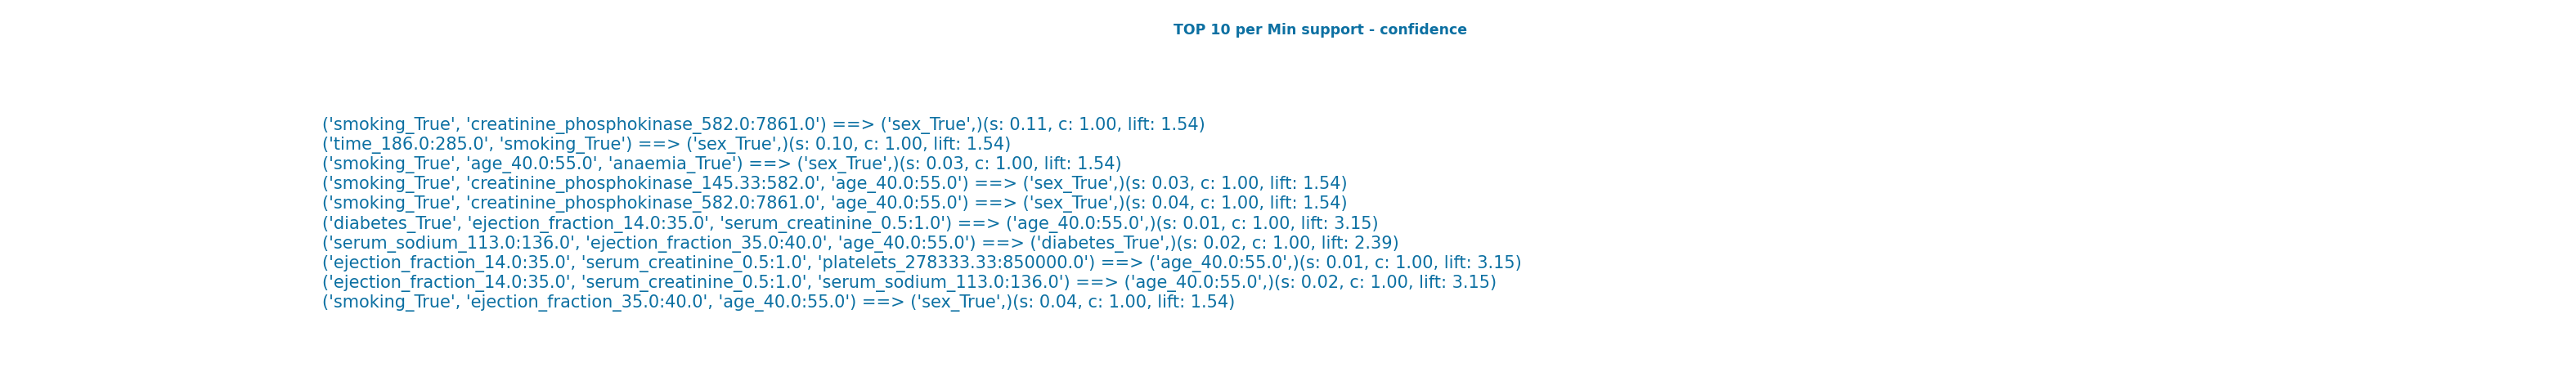 TOP 10 per Min support - confidence
('smoking_True', 'creatinine_phosphokinase_582.0:7861.0') ==> ('sex_True',)(s: 0.11, c: 1.00, lift: 1.54)
('time_186.0:285.0', 'smoking_True') ==> ('sex_True',)(s: 0.10, c: 1.00, lift: 1.54)
('smoking_True', 'age_40.0:55.0', 'anaemia_True') ==> ('sex_True',)(s: 0.03, c: 1.00, lift: 1.54)
('smoking_True', 'creatinine_phosphokinase_145.33:582.0', 'age_40.0:55.0') ==> ('sex_True',)(s: 0.03, c: 1.00, lift: 1.54)
('smoking_True', 'creatinine_phosphokinase_582.0:7861.0', 'age_40.0:55.0') ==> ('sex_True',)(s: 0.04, c: 1.00, lift: 1.54)
('diabetes_True', 'ejection_fraction_14.0:35.0', 'serum_creatinine_0.5:1.0') ==> ('age_40.0:55.0',)(s: 0.01, c: 1.00, lift: 3.15)
('serum_sodium_113.0:136.0', 'ejection_fraction_35.0:40.0', 'age_40.0:55.0') ==> ('diabetes_True',)(s: 0.02, c: 1.00, lift: 2.39)
('ejection_fraction_14.0:35.0', 'serum_creatinine_0.5:1.0', 'platelets_278333.33:850000.0') ==> ('age_40.0:55.0',)(s: 0.01, c: 1.00, lift: 3.15)
('ejection_fraction_14.0:35.0', 'serum_creatinine_0.5:1.0', 'serum_sodium_113.0:136.0') ==> ('age_40.0:55.0',)(s: 0.02, c: 1.00, lift: 3.15)
('smoking_True', 'ejection_fraction_35.0:40.0', 'age_40.0:55.0') ==> ('sex_True',)(s: 0.04, c: 1.00, lift: 1.54)